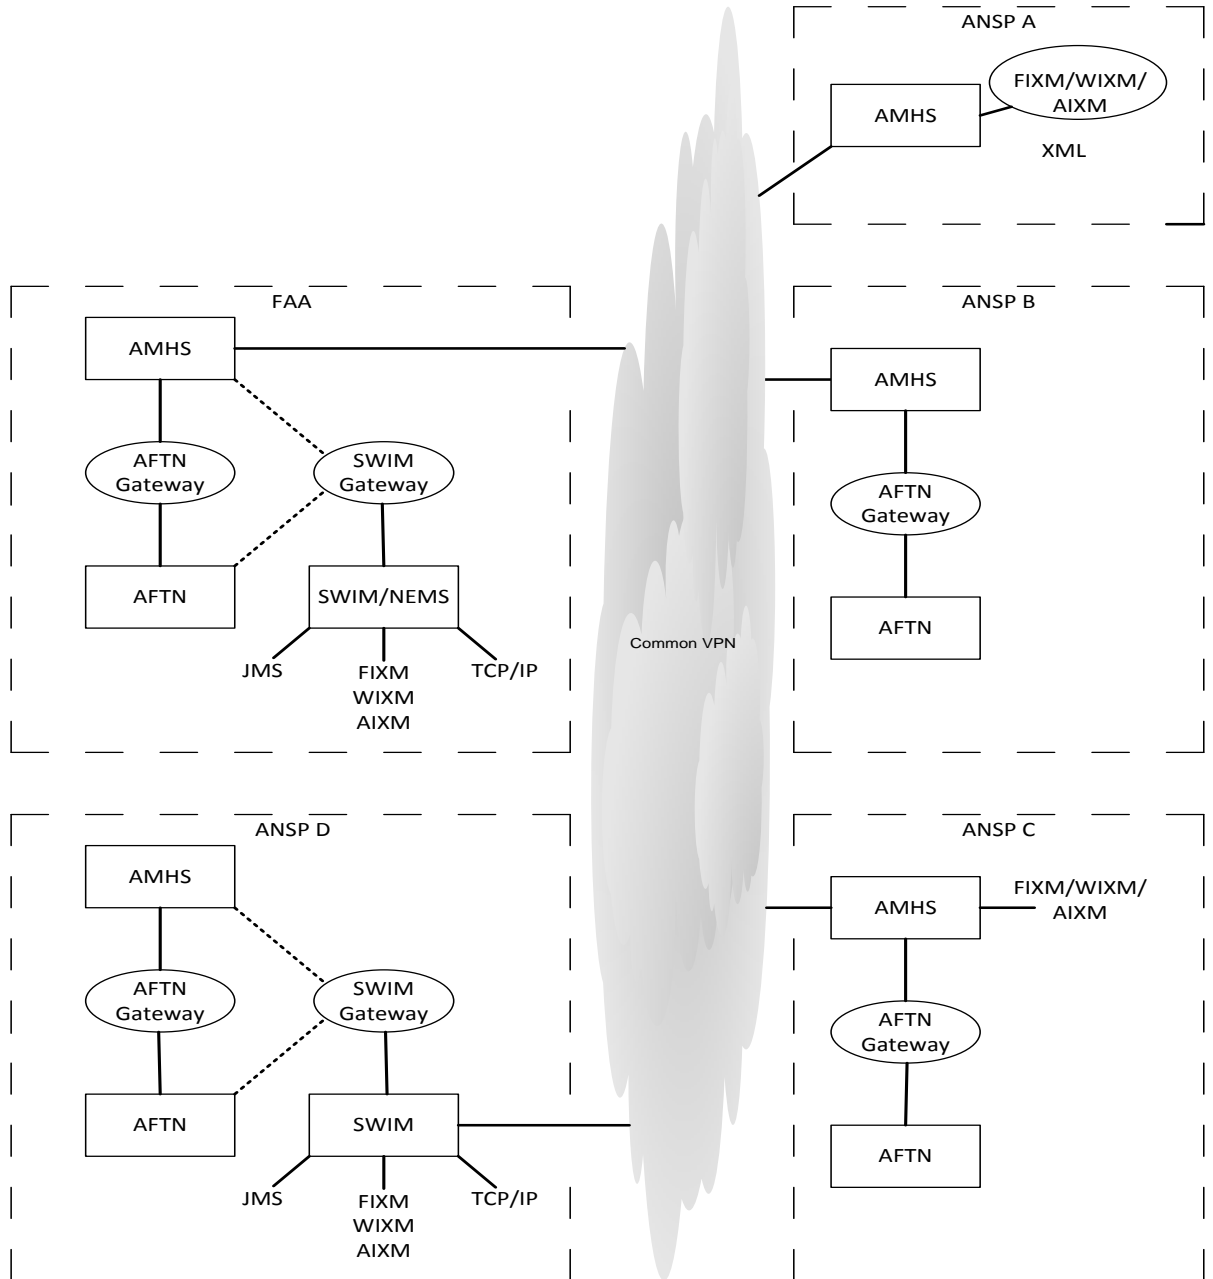 ANSP A
FIXM/WIXM/
AIXM
AMHS
XML
FAA
AMHS
AFTN
Gateway
SWIM
Gateway
AFTN
SWIM/NEMS
JMS
FIXM
WIXM
AIXM
TCP/IP
Common VPN
ANSP B
AMHS
AFTN
Gateway
AFTN
ANSP D
AMHS
AFTN
Gateway
SWIM
Gateway
AFTN
SWIM
JMS
FIXM
WIXM
AIXM
TCP/IP
ANSP C
AMHS
FIXM/WIXM/
AIXM
AFTN
Gateway
AFTN